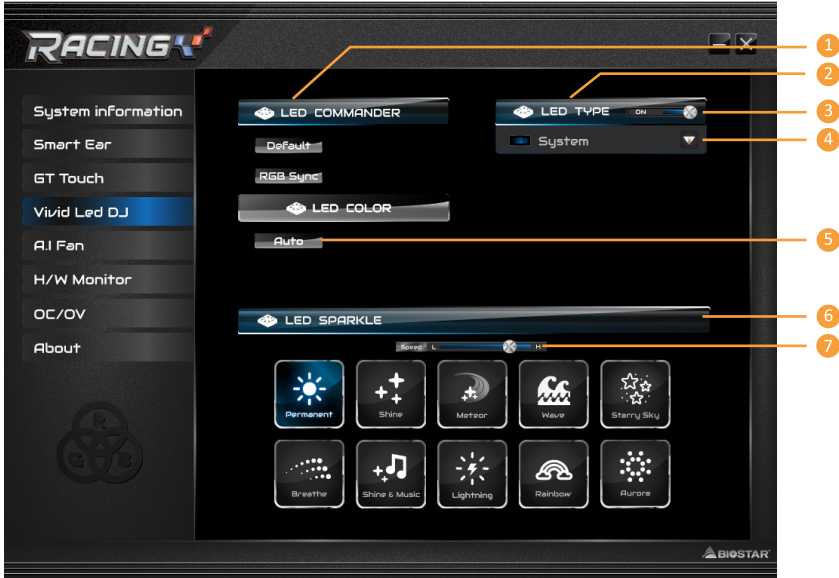 RACING
1
2
System information
LED COMMANDER
LED TYPE ON
3
Smart Ear
Default
System
4
GT Touch
RGB Sync
Vivid Led DJ
LED COLOR
A.I Fan
Auto
5
H/W Monitor
OC/OV
LED SPARKLE
6
About
Speed L H
7
Permanent
Shine
Meteor
Wave
Starry Sky
R
G B
Breathe
Shine & Music
Lightning
Rainbow
Aurora
BIOSTAR